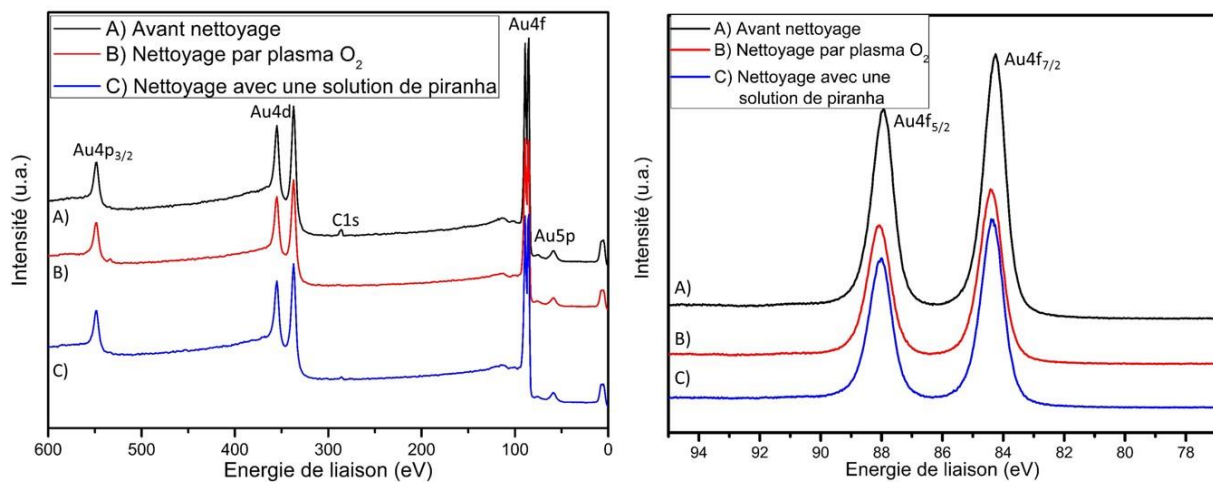 A) Avant nettoyage
B) Nettoyage par plasma O₂
C) Nettoyage avec une solution de piranha
Au4f
Au4d
Au4p₃/₂
C1s
Au5p
A)
B)
C)
Intensité (u.a.)
600 500 400 300 200 100 0
Energie de liaison (eV)
A) Avant nettoyage
B) Nettoyage par plasma O₂
C) Nettoyage avec une
solution de piranha
Au4f₇/₂
Au4f₅/₂
A)
B)
C)
Intensité (u.a.)
94 92 90 88 86 84 82 80 78
Energie de liaison (eV)